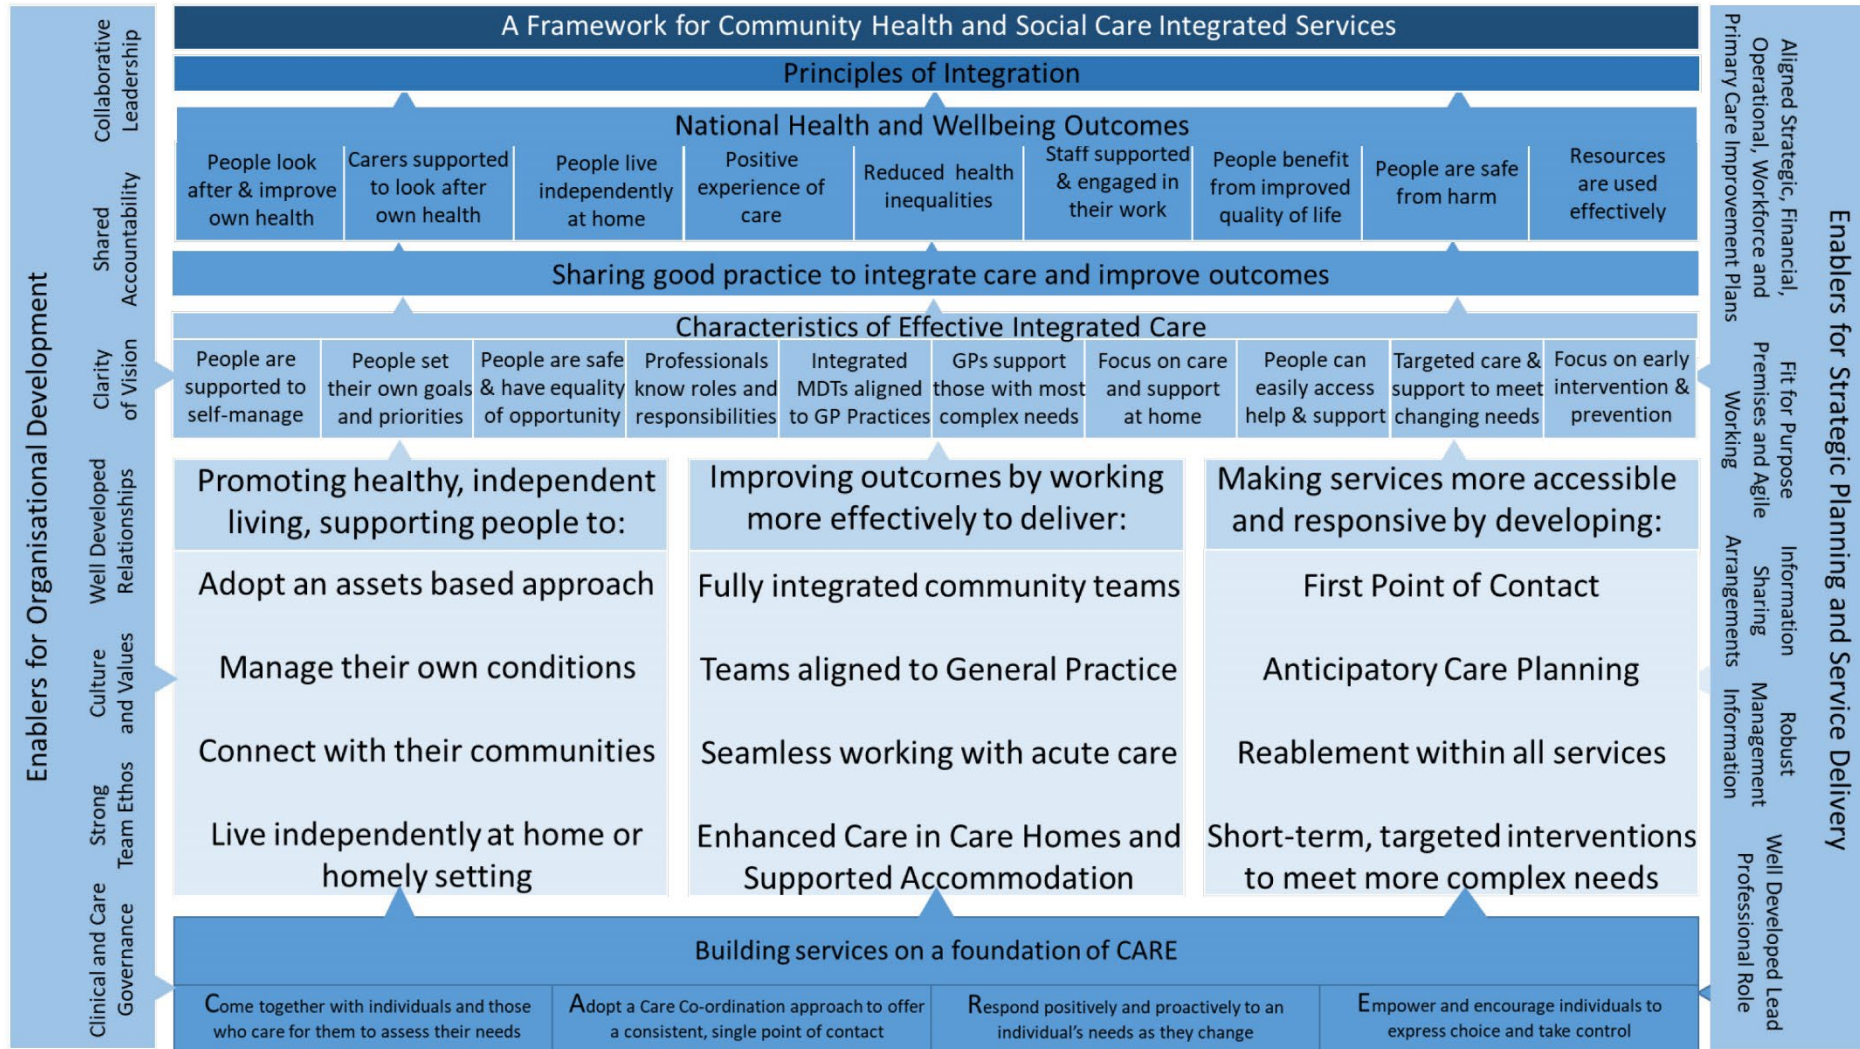 A Framework for Community Health and Social Care Integrated Services
Principles of Integration
National Health and Wellbeing Outcomes
People look
after & improve
own health
Carers supported
to look after
own health
People live
independently
at home
Positive
experience of
care
Reduced health
inequalities
Staff supported
& engaged in
their work
People benefit
from improved
quality of life
People are safe
from harm
Resources
are used
effectively
Sharing good practice to integrate care and improve outcomes
Characteristics of Effective Integrated Care
People are
supported to
self-manage
People set
their own goals
and priorities
People are safe
& have equality
of opportunity
Professionals
know roles and
responsibilities
Integrated
MDTs aligned
to GP Practices
GPs support
those with most
complex needs
Focus on care
and support
at home
People can
easily access
help & support
Targeted care &
support to meet
changing needs
Focus on early
intervention &
prevention
Promoting healthy, independent
living, supporting people to:
Adopt an assets based approach
Manage their own conditions
Connect with their communities
Live independently at home or
homely setting
Improving outcomes by working
more effectively to deliver:
Fully integrated community teams
Teams aligned to General Practice
Seamless working with acute care
Enhanced Care in Care Homes and
Supported Accommodation
Making services more accessible
and responsive by developing:
First Point of Contact
Anticipatory Care Planning
Reablement within all services
Short-term, targeted interventions
to meet more complex needs
Building services on a foundation of CARE
Come together with individuals and those
who care for them to assess their needs
Adopt a Care Co-ordination approach to offer
a consistent, single point of contact
Respond positively and proactively to an
individual's needs as they change
Empower and encourage individuals to
express choice and take control
Enablers for Organisational Development
Collaborative
Leadership
Shared
Accountability
Clarity
of Vision
Well Developed
Relationships
Culture
and Values
Strong
Team Ethos
Clinical and Care
Governance
Enablers for Strategic Planning and Service Delivery
Aligned Strategic, Financial,
Operational, Workforce and
Primary Care Improvement Plans
Fit for Purpose
Premises and Agile
Working
Information
Sharing
Arrangements
Robust
Management
Information
Well Developed Lead
Professional Role